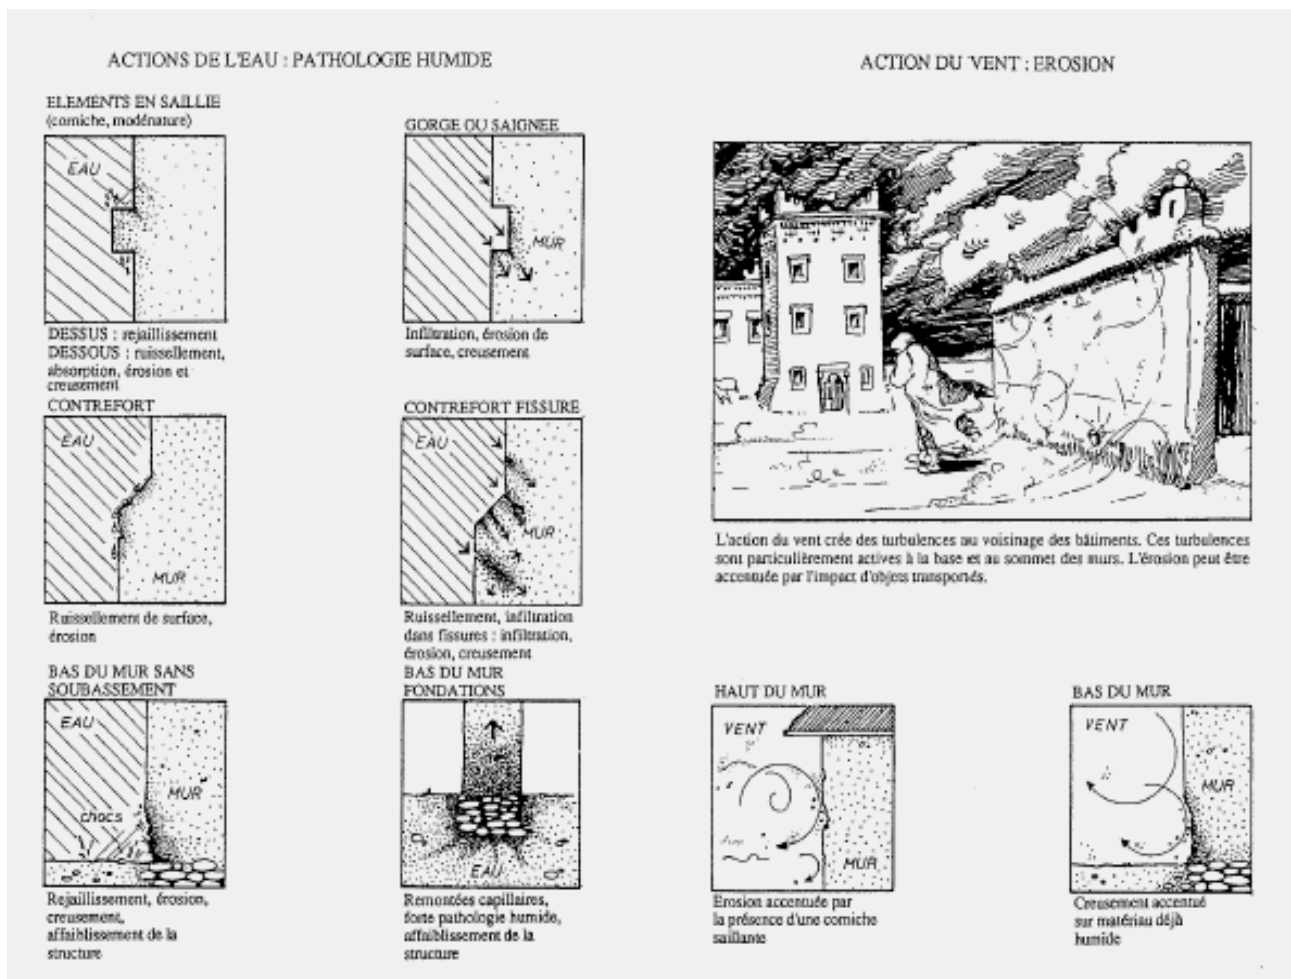 ACTIONS DE L'EAU : PATHOLOGIE HUMIDE
ELEMENTS EN SAILLIE
(corniche, modénature)
EAU
DESSUS : rejaillissement
DESSOUS : ruissellement,
absorption, érosion et
creusement
GORGE OU SAIGNEE
MUR
Infiltration, érosion de
surface, creusement
CONTREFORT
EAU
MUR
Ruissellement de surface,
érosion
CONTREFORT FISSURE
EAU
MUR
Ruissellement, infiltration
dans fissures : infiltration,
érosion, creusement
BAS DU MUR SANS
SOUBASSEMENT
EAU
MUR
chocs
Rejaillissement, érosion,
creusement,
affaiblissement de la
structure
BAS DU MUR
FONDATIONS
EAU
Remontées capillaires,
forte pathologie humide,
affaiblissement de la
structure
ACTION DU VENT : EROSION
L'action du vent crée des turbulences au voisinage des bâtiments. Ces turbulences
sont particulièrement actives à la base et au sommet des murs. L'érosion peut être
accentuée par l'impact d'objets transportés.
HAUT DU MUR
VENT
MUR
Erosion accentuée par
la présence d'une corniche
saillante
BAS DU MUR
VENT
MUR
Creusement accentué
sur matériau déjà
humide